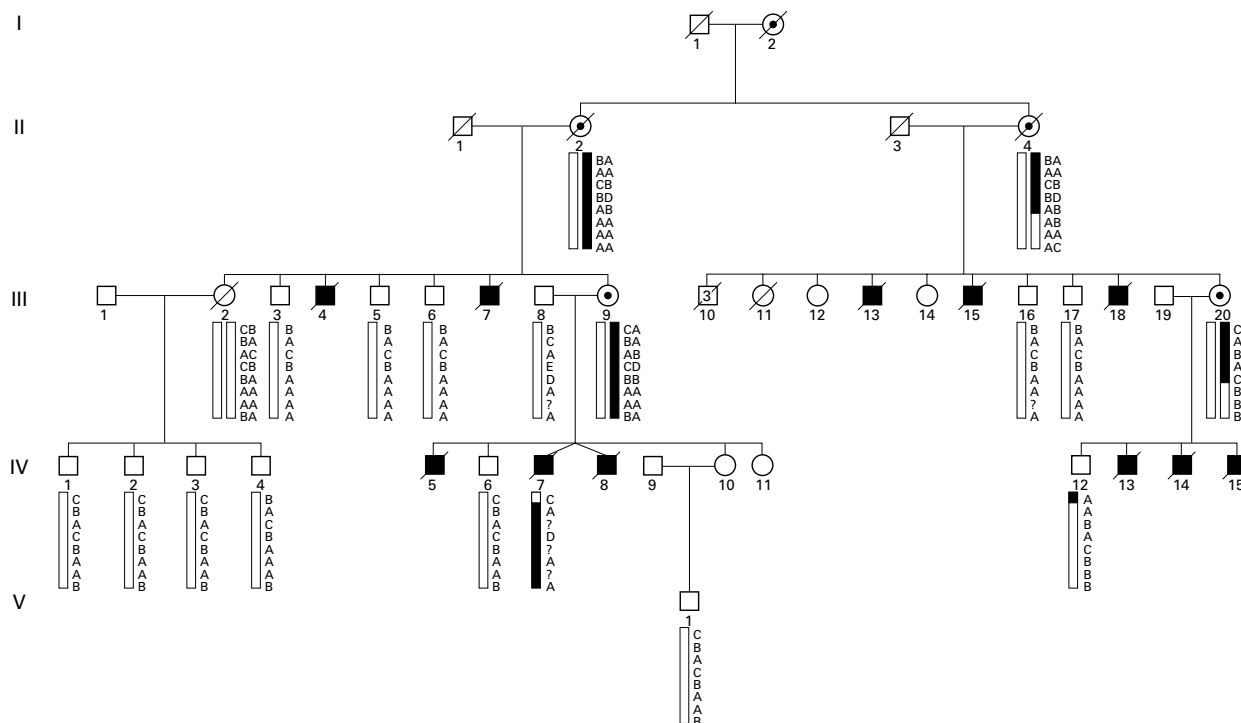 I
1 2
II
1 2 3 4
BA BA
AA AA
CB CB
BD BD
AB AB
AA AB
AA AA
AA AC
III
3
1 2 3 4 5 6 7 8 9 10 11 12 13 14 15 16 17 18 19 20
CB B B B B CA B B C
BA A A A C BA A A A
AC C C C A AB C C B
CB B B B E CD B B A
BA A A A D BB A A C
AA A A A A AA A A B
AA A A A ? AA ? A B
BA A A A A BA A A B
IV
1 2 3 4 5 6 7 8 9 10 11 12 13 14 15
C C C B C C A
B B B A B A A
A A A C A ? B
C C C B C D A
B B B A B ? C
A A A A A A B
A A A A A ? B
B B B B B A B
V
1
C
B
A
C
B
A
A
B